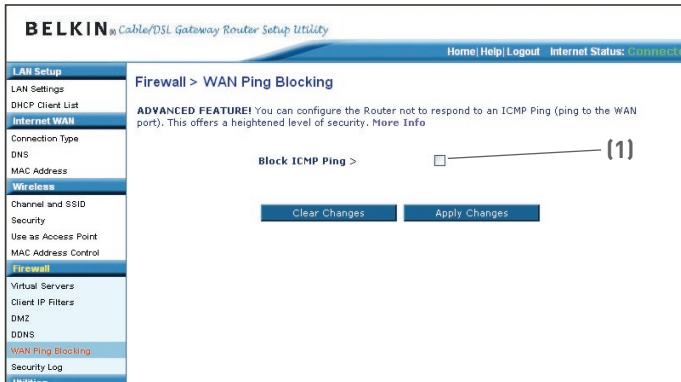 BELKIN® Cable/DSL Gateway Router Setup Utility
Home| Help| Logout Internet Status: Connect
LAN Setup
LAN Settings
DHCP Client List
Internet WAN
Connection Type
DNS
MAC Address
Wireless
Channel and SSID
Security
Use as Access Point
MAC Address Control
Firewall
Virtual Servers
Client IP Filters
DMZ
DDNS
WAN Ping Blocking
Security Log
Utilities
Firewall > WAN Ping Blocking
ADVANCED FEATURE! You can configure the Router not to respond to an ICMP Ping (ping to the WAN
port). This offers a heightened level of security. More Info
Block ICMP Ping >
(1)
Clear Changes Apply Changes